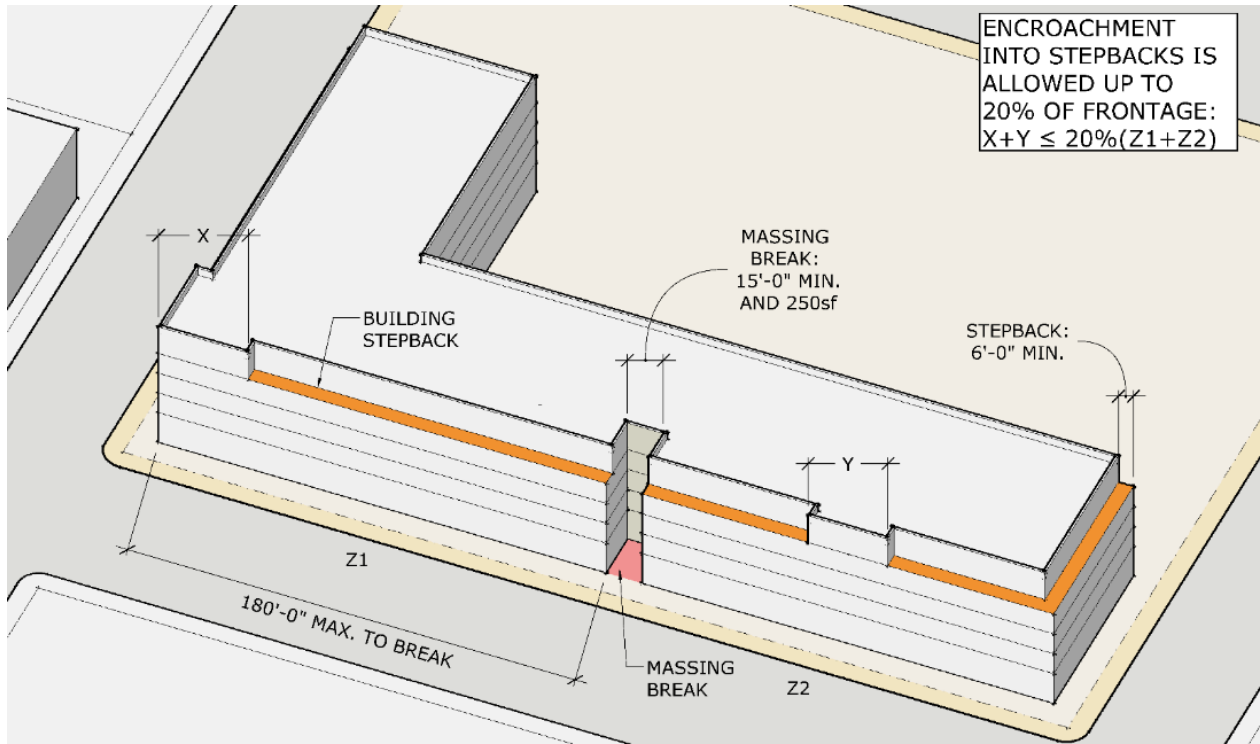 ENCROACHMENT
INTO STEPBACKS IS
ALLOWED UP TO
20% OF FRONTAGE:
X+Y ≤ 20%(Z1+Z2)
X
MASSING
BREAK:
15'-0" MIN.
AND 250sf
BUILDING
STEPBACK
STEPBACK:
6'-0" MIN.
Y
Z1
180'-0" MAX. TO BREAK
MASSING
BREAK
Z2